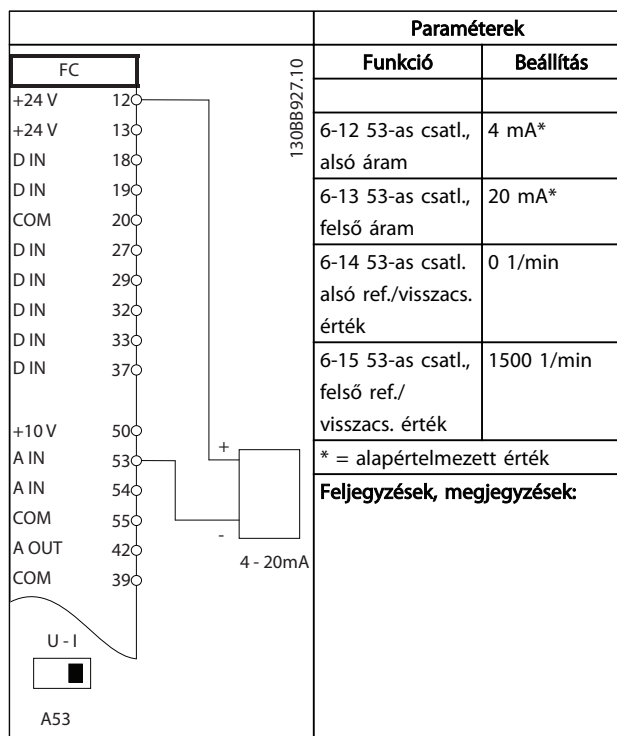 Paraméterek
Funkció Beállítás
6-12 53-as csatl., 4 mA*
alsó áram
6-13 53-as csatl., 20 mA*
felső áram
6-14 53-as csatl. 0 1/min
alsó ref./visszacs.
érték
6-15 53-as csatl., 1500 1/min
felső ref./
visszacs. érték
* = alapértelmezett érték
Feljegyzések, megjegyzések:
FC
130BB927.10
+24 V 12
+24 V 13
D IN 18
D IN 19
COM 20
D IN 27
D IN 29
D IN 32
D IN 33
D IN 37
+10 V 50
A IN 53
A IN 54
COM 55
A OUT 42
COM 39
+
-
4 - 20mA
U - I
A53